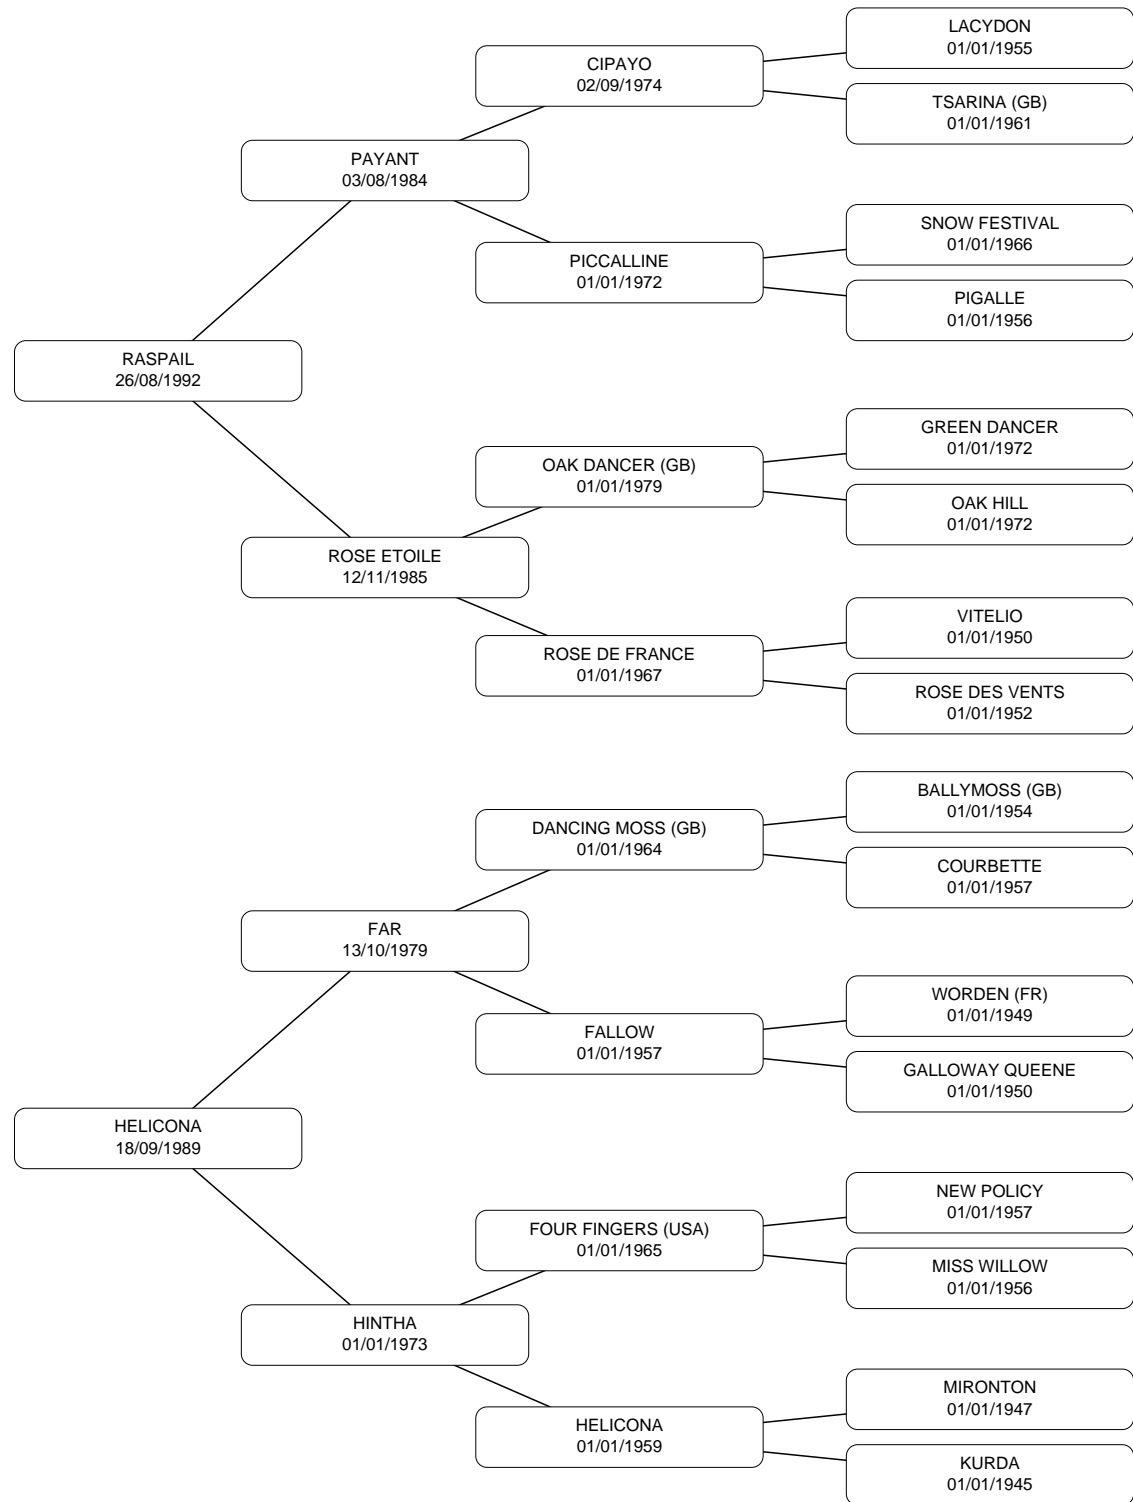 LACYDON
01/01/1955
CIPAYO
02/09/1974
TSARINA (GB)
01/01/1961
PAYANT
03/08/1984
SNOW FESTIVAL
01/01/1966
PICCALLINE
01/01/1972
PIGALLE
01/01/1956
RASPAIL
26/08/1992
GREEN DANCER
01/01/1972
OAK DANCER (GB)
01/01/1979
OAK HILL
01/01/1972
ROSE ETOILE
12/11/1985
VITELIO
01/01/1950
ROSE DE FRANCE
01/01/1967
ROSE DES VENTS
01/01/1952
BALLYMOSS (GB)
01/01/1954
DANCING MOSS (GB)
01/01/1964
COURBETTE
01/01/1957
FAR
13/10/1979
WORDEN (FR)
01/01/1949
FALLOW
01/01/1957
GALLOWAY QUEENE
01/01/1950
HELICONA
18/09/1989
NEW POLICY
01/01/1957
FOUR FINGERS (USA)
01/01/1965
MISS WILLOW
01/01/1956
HINTHA
01/01/1973
MIRONTON
01/01/1947
HELICONA
01/01/1959
KURDA
01/01/1945